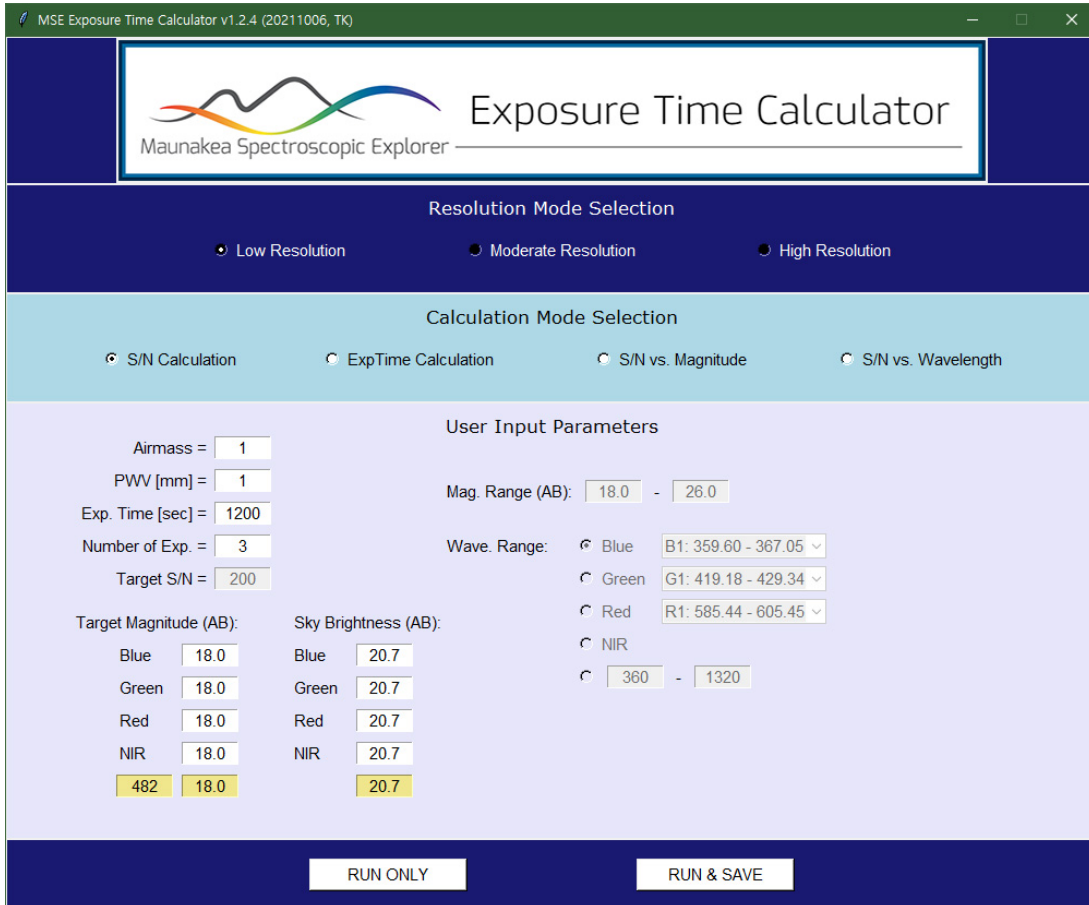 MSE Exposure Time Calculator v1.2.4 (20211006, TK)
Maunakea Spectroscopic Explorer
Exposure Time Calculator
Resolution Mode Selection
Low Resolution Moderate Resolution High Resolution
Calculation Mode Selection
S/N Calculation ExpTime Calculation S/N vs. Magnitude S/N vs. Wavelength
User Input Parameters
Airmass = 1
PWV [mm] = 1
Exp. Time [sec] = 1200
Number of Exp. = 3
Target S/N = 200
Target Magnitude (AB): Sky Brightness (AB):
Blue 18.0 Blue 20.7
Green 18.0 Green 20.7
Red 18.0 Red 20.7
NIR 18.0 NIR 20.7
482 18.0 20.7
Mag. Range (AB): 18.0 - 26.0
Wave. Range: Blue B1: 359.60 - 367.05
Green G1: 419.18 - 429.34
Red R1: 585.44 - 605.45
NIR
360 - 1320
RUN ONLY RUN & SAVE